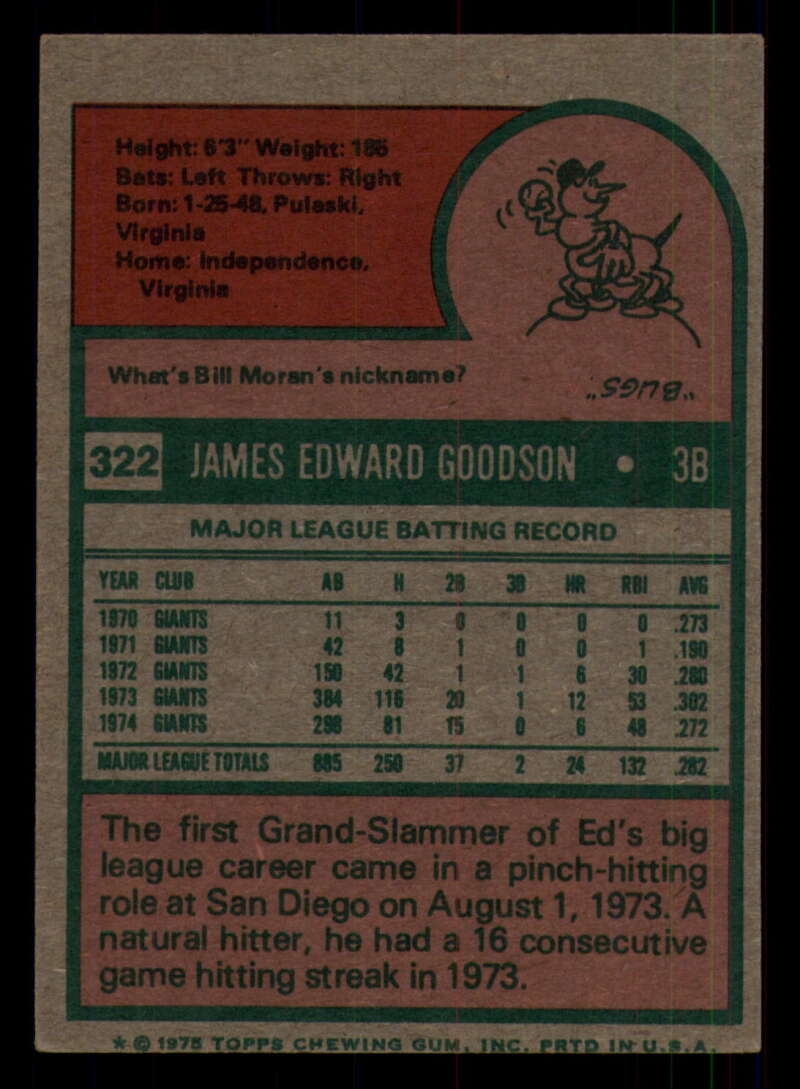 Height: 6'3" Weight: 185
Bats: Left Throws: Right
Born: 1-25-48, Pulaski,
Virginia
Home: Independence,
Virginia
What's Bill Moran's nickname?
"BUGS"
322 JAMES EDWARD GOODSON • 3B
MAJOR LEAGUE BATTING RECORD
YEAR CLUB AB H 2B 3B HR RBI AVG
1970 GIANTS 11 3 0 0 0 0 .273
1971 GIANTS 42 8 1 0 0 1 .190
1972 GIANTS 150 42 1 1 6 30 .280
1973 GIANTS 384 116 20 1 12 53 .302
1974 GIANTS 298 81 15 0 6 48 .272
MAJOR LEAGUE TOTALS 885 250 37 2 24 132 .282
The first Grand-Slammer of Ed's big
league career came in a pinch-hitting
role at San Diego on August 1, 1973. A
natural hitter, he had a 16 consecutive
game hitting streak in 1973.
* © 1975 TOPPS CHEWING GUM, INC. PRTD IN U.S.A.